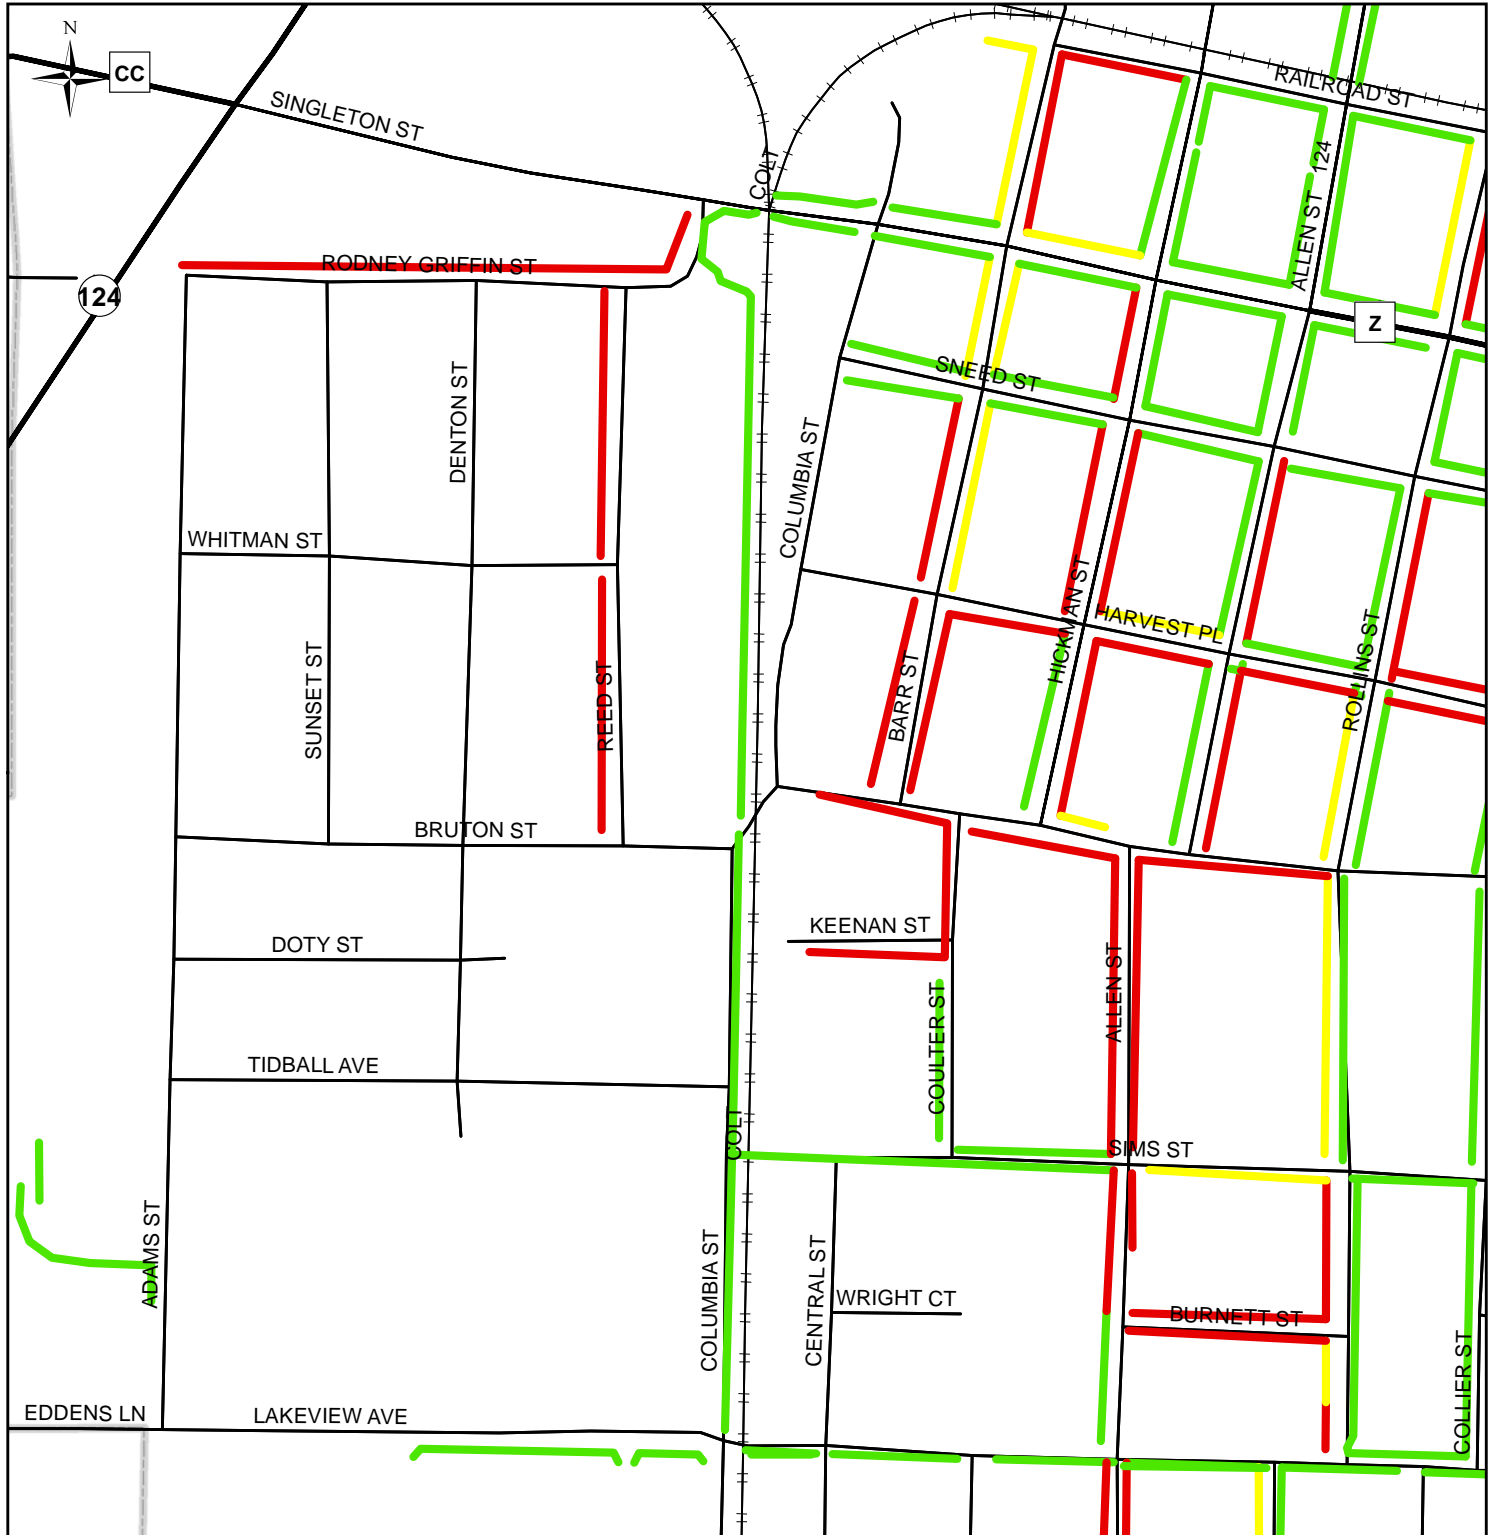 N
CC
SINGLETON ST
RAILROAD ST
COLT
ALLEN ST 124
RODNEY GRIFFIN ST
124
Z
SNEED ST
DENTON ST
COLUMBIA ST
WHITMAN ST
HICKMAN ST
HARVEST PL
ROLLINS ST
SUNSET ST
REED ST
BARR ST
BRUTON ST
KEENAN ST
DOTY ST
ALLEN ST
COULTER ST
TIDBALL AVE
COLT
SIMS ST
ADAMS ST
COLUMBIA ST
CENTRAL ST
WRIGHT CT
BURNETT ST
COLLIER ST
EDDENS LN
LAKEVIEW AVE